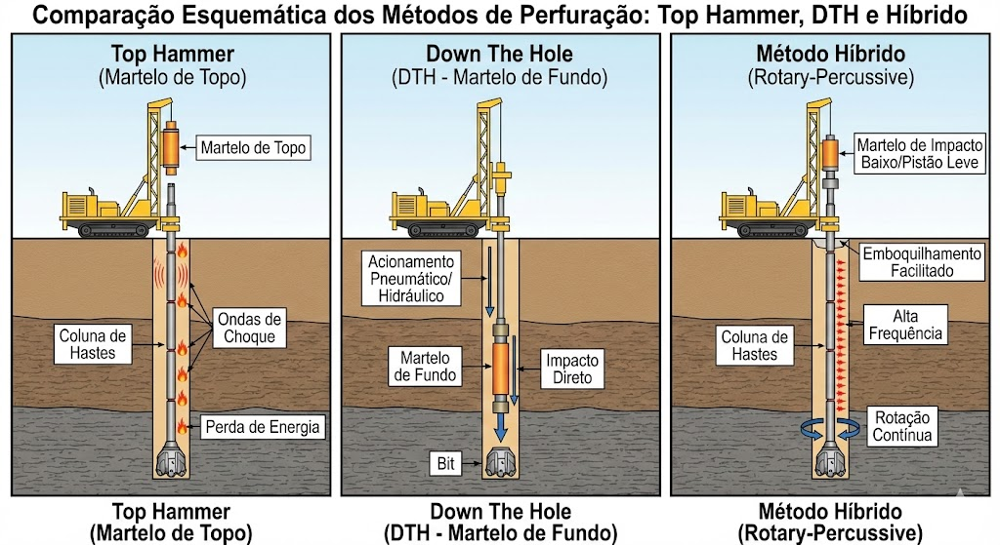 Comparação Esquemática dos Métodos de Perfuração: Top Hammer, DTH e Híbrido
Top Hammer
(Martelo de Topo)
Martelo de Topo
Ondas de
Choque
Coluna de
Hastes
Perda de Energia
Top Hammer
(Martelo de Topo)
Down The Hole
(DTH - Martelo de Fundo)
Acionamento
Pneumático/
Hidráulico
Martelo
de Fundo
Impacto
Direto
Bit
Down The Hole
(DTH - Martelo de Fundo)
Método Híbrido
(Rotary-Percussive)
Martelo de Impacto
Baixo/Pistão Leve
Emboquilhamento
Facilitado
Alta
Frequência
Coluna de
Hastes
Rotação
Contínua
Método Híbrido
(Rotary-Percussive)